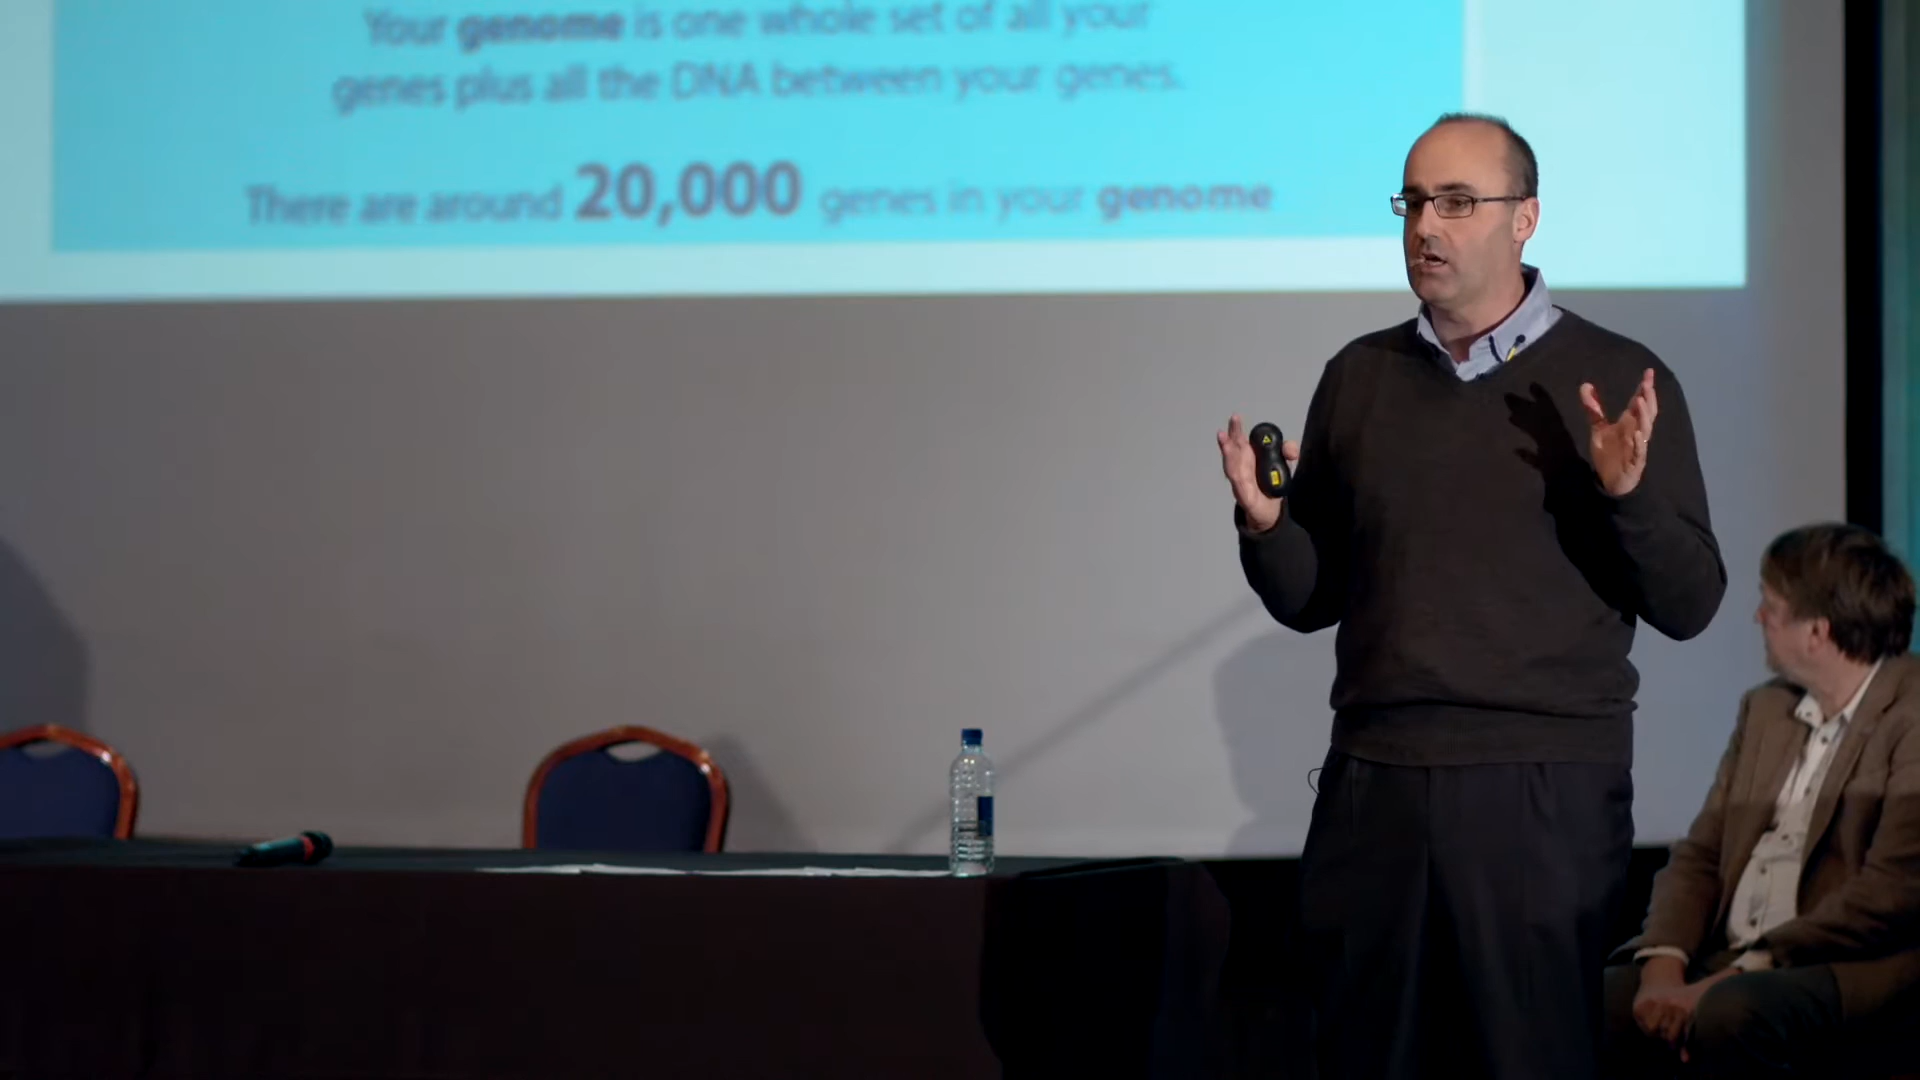 Your genome is one whole set of all your
genes plus all the DNA between your genes.
There are around 20,000 genes in your genome